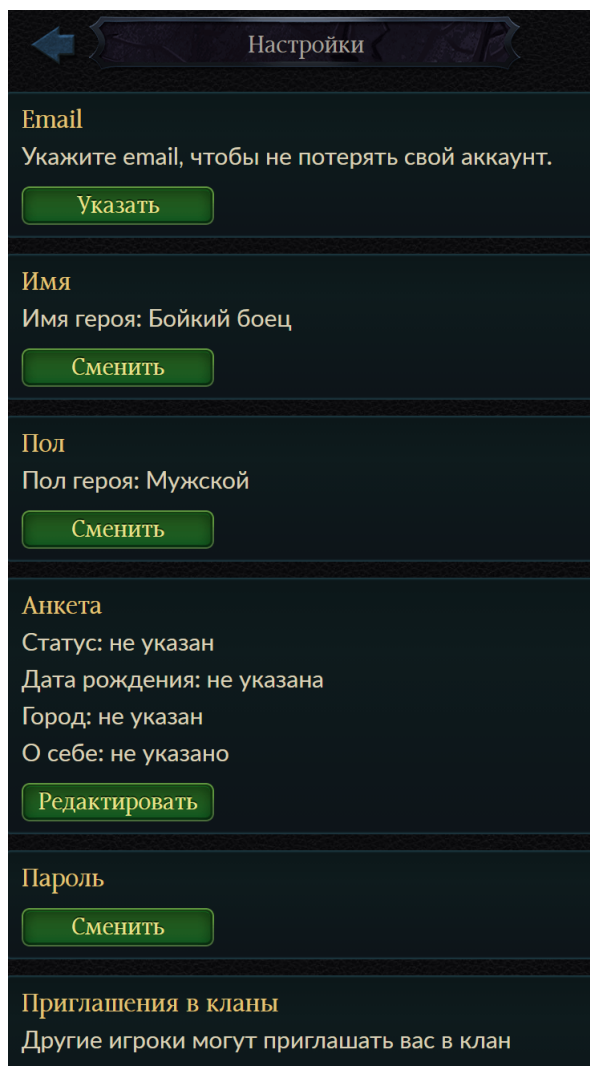 Настройки
Email
Укажите email, чтобы не потерять свой аккаунт.
Указать
Имя
Имя героя: Бойкий боец
Сменить
Пол
Пол героя: Мужской
Сменить
Анкета
Статус: не указан
Дата рождения: не указана
Город: не указан
О себе: не указано
Редактировать
Пароль
Сменить
Приглашения в кланы
Другие игроки могут приглашать вас в клан